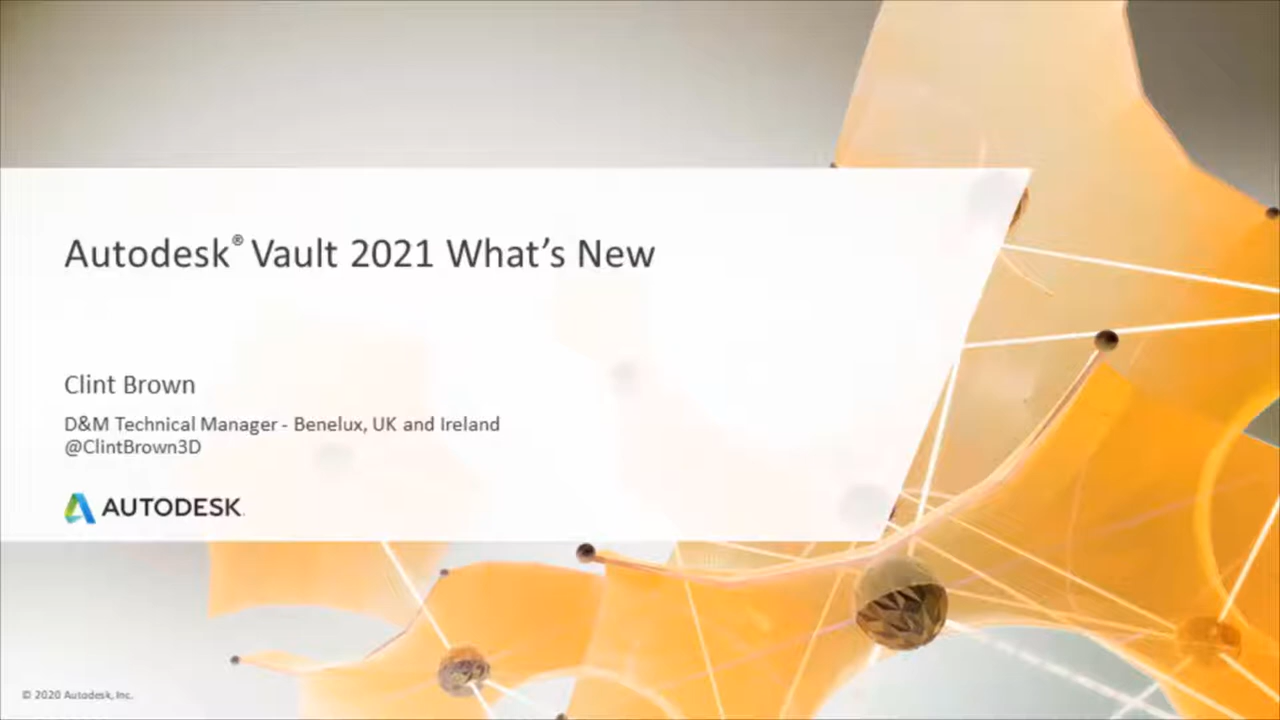 Autodesk® Vault 2021 What’s New
Clint Brown
D&M Technical Manager - Benelux, UK and Ireland
@ClintBrown3D
AUTODESK.
© 2020 Autodesk, Inc.